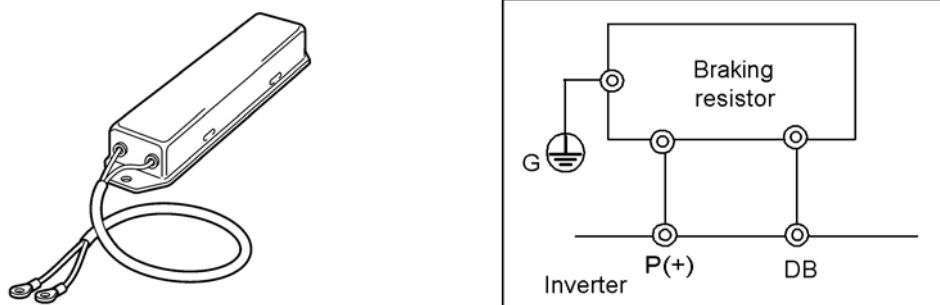 Braking
resistor
G
P(+)
DB
Inverter